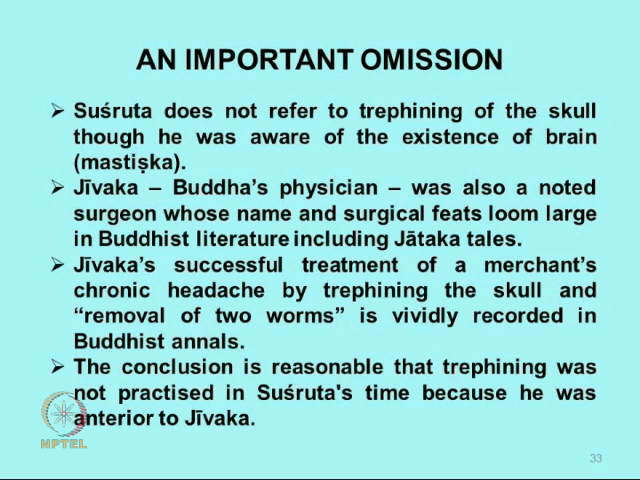 AN IMPORTANT OMISSION
➢ Suśruta does not refer to trephining of the skull
though he was aware of the existence of brain
(mastiṣka).
➢ Jīvaka – Buddha’s physician – was also a noted
surgeon whose name and surgical feats loom large
in Buddhist literature including Jātaka tales.
➢ Jīvaka’s successful treatment of a merchant’s
chronic headache by trephining the skull and
“removal of two worms” is vividly recorded in
Buddhist annals.
➢ The conclusion is reasonable that trephining was
not practised in Suśruta's time because he was
anterior to Jīvaka.
NPTEL
33